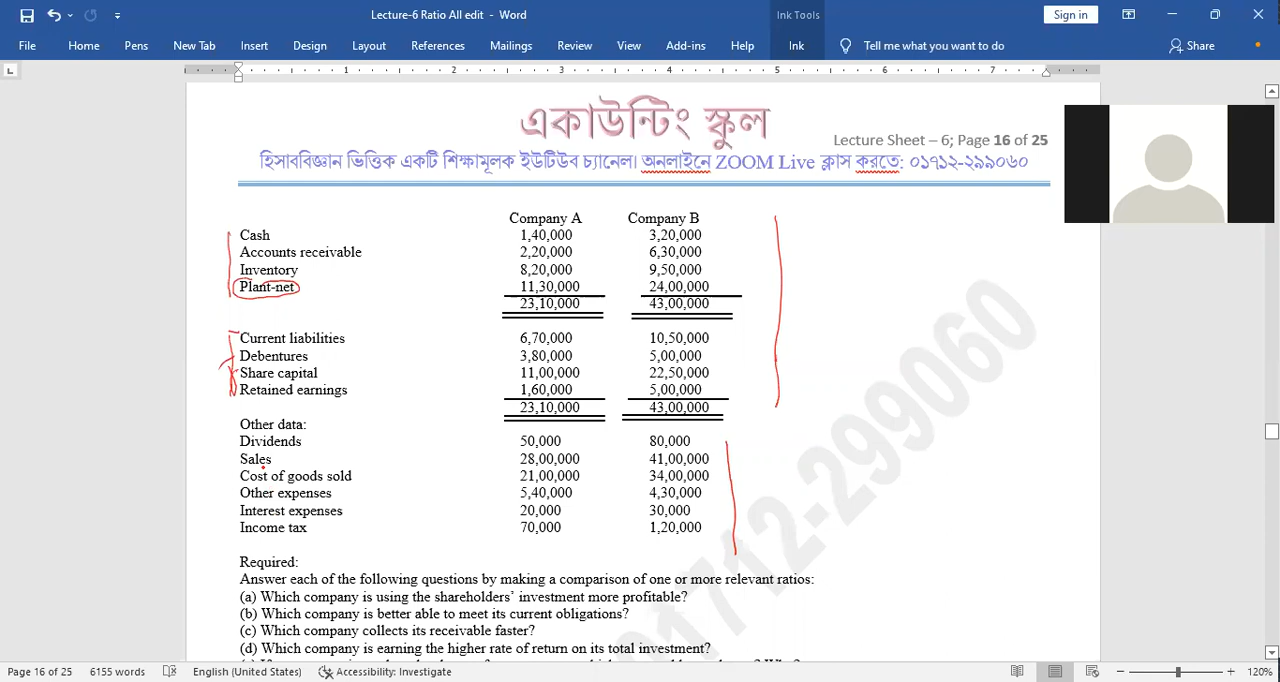 Lecture-6 Ratio All edit - Word
Ink Tools
Sign in
File Home Pens New Tab Insert Design Layout References Mailings Review View Add-ins Help Ink Tell me what you want to do Share
1 2 3 4 5 6 7
একাউন্টিং স্কুল
Lecture Sheet – 6; Page 16 of 25
হিসাববিজ্ঞান ভিত্তিক একটি শিক্ষামূলক ইউটিউব চ্যানেল। অনলাইনে ZOOM Live ক্লাস করতে: ০১৭১২-২৯৯০৬০
Company A Company B
Cash 1,40,000 3,20,000
Accounts receivable 2,20,000 6,30,000
Inventory 8,20,000 9,50,000
Plant-net 11,30,000 24,00,000
23,10,000 43,00,000
Current liabilities 6,70,000 10,50,000
Debentures 3,80,000 5,00,000
Share capital 11,00,000 22,50,000
Retained earnings 1,60,000 5,00,000
23,10,000 43,00,000
Other data:
Dividends 50,000 80,000
Sales 28,00,000 41,00,000
Cost of goods sold 21,00,000 34,00,000
Other expenses 5,40,000 4,30,000
Interest expenses 20,000 30,000
Income tax 70,000 1,20,000
Required:
Answer each of the following questions by making a comparison of one or more relevant ratios:
(a) Which company is using the shareholders’ investment more profitable?
(b) Which company is better able to meet its current obligations?
(c) Which company collects its receivable faster?
(d) Which company is earning the higher rate of return on its total investment?
01712-299060
Page 16 of 25 6155 words English (United States) Accessibility: Investigate 120%